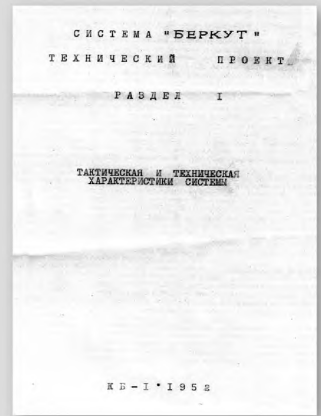 СИСТЕМА "БЕРКУТ"
ТЕХНИЧЕСКИЙ ПРОЕКТ
РАЗДЕЛ I
ТАКТИЧЕСКАЯ И ТЕХНИЧЕСКАЯ
ХАРАКТЕРИСТИКИ СИСТЕМЫ
КБ-I • 1952